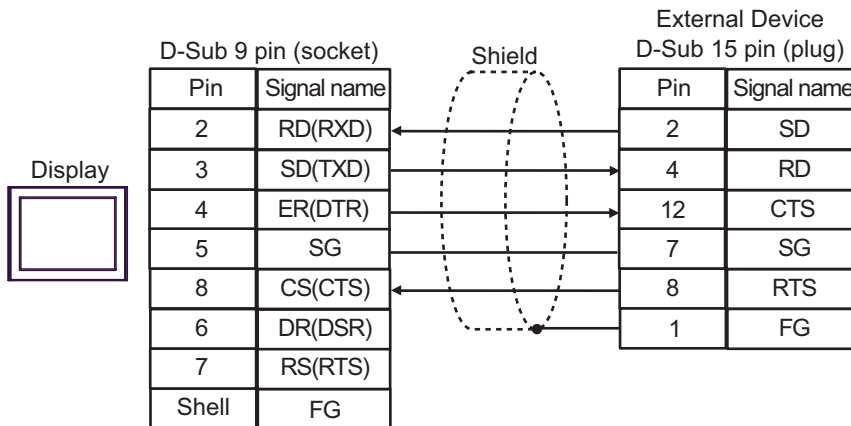 External Device
D-Sub 9 pin (socket) Shield D-Sub 15 pin (plug)
Pin Signal name Pin Signal name
2 RD(RXD) 2 SD
Display 3 SD(TXD) 4 RD
4 ER(DTR) 12 CTS
5 SG 7 SG
8 CS(CTS) 8 RTS
6 DR(DSR) 1 FG
7 RS(RTS)
Shell FG